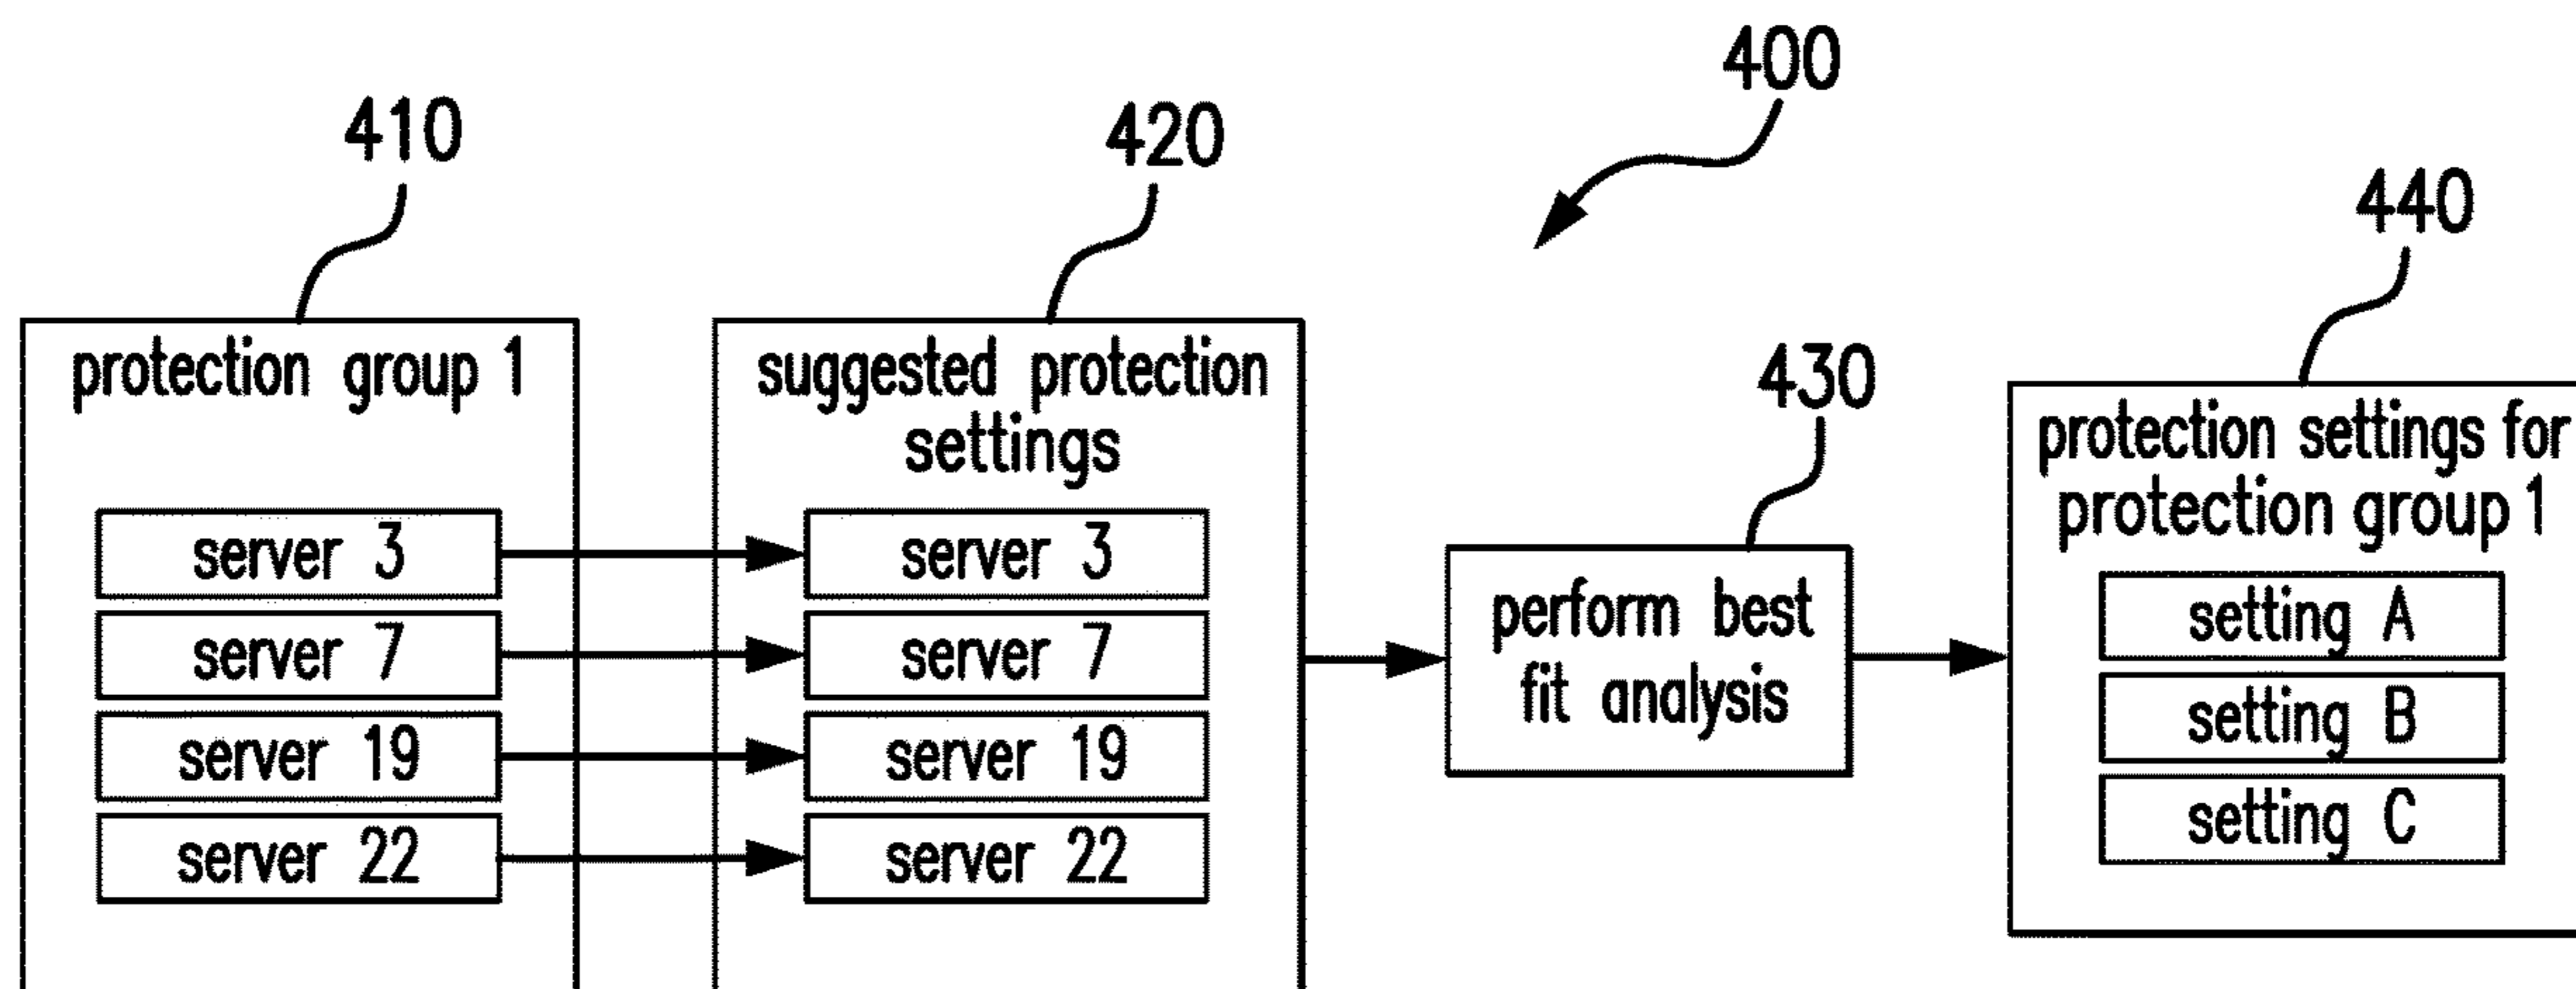 400
410
420
440
430
protection group 1
server 3
server 7
server 19
server 22
suggested protection
settings
server 3
server 7
server 19
server 22
perform best
fit analysis
protection settings for
protection group 1
setting A
setting B
setting C